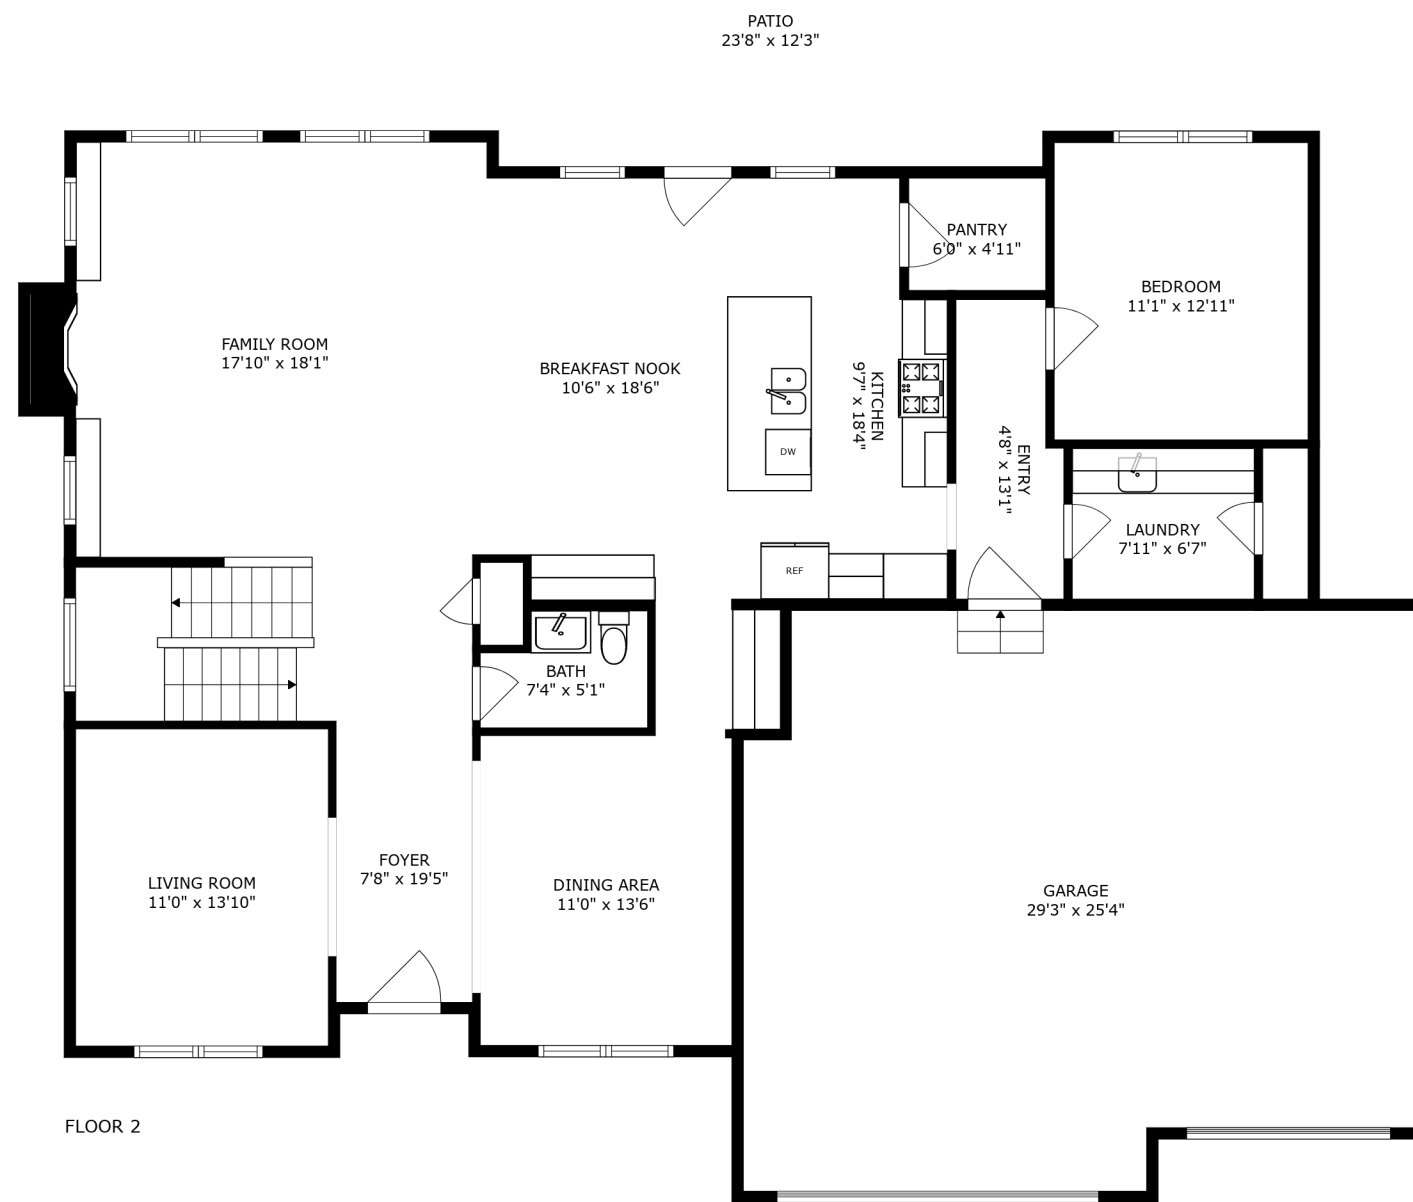 PATIO
23'8" x 12'3"
PANTRY
6'0" x 4'11"
BEDROOM
11'1" x 12'11"
FAMILY ROOM
17'10" x 18'1"
BREAKFAST NOOK
10'6" x 18'6"
KITCHEN
9'7" x 18'4"
DW
ENTRY
4'8" x 13'1"
LAUNDRY
7'11" x 6'7"
REF
BATH
7'4" x 5'1"
FOYER
7'8" x 19'5"
LIVING ROOM
11'0" x 13'10"
DINING AREA
11'0" x 13'6"
GARAGE
29'3" x 25'4"
FLOOR 2